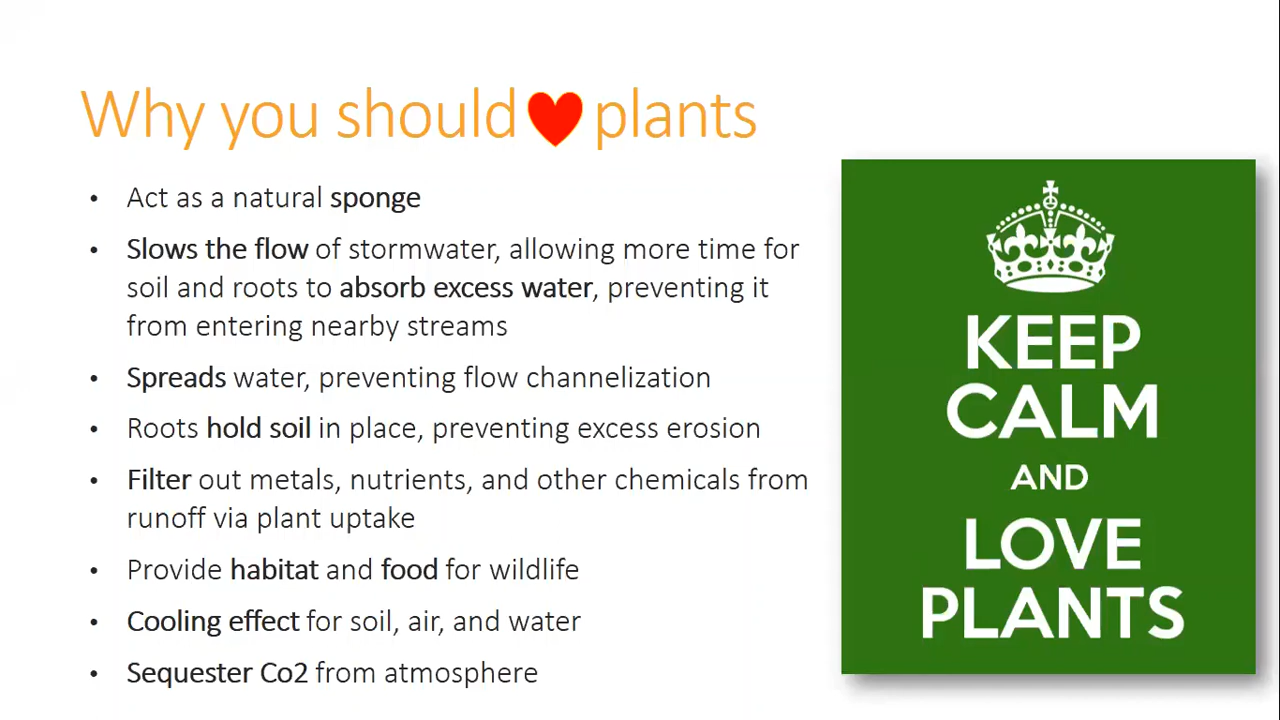 Why you should plants
• Act as a natural sponge
• Slows the flow of stormwater, allowing more time for
soil and roots to absorb excess water, preventing it
from entering nearby streams
• Spreads water, preventing flow channelization
• Roots hold soil in place, preventing excess erosion
• Filter out metals, nutrients, and other chemicals from
runoff via plant uptake
• Provide habitat and food for wildlife
• Cooling effect for soil, air, and water
• Sequester Co2 from atmosphere
KEEP
CALM
AND
LOVE
PLANTS